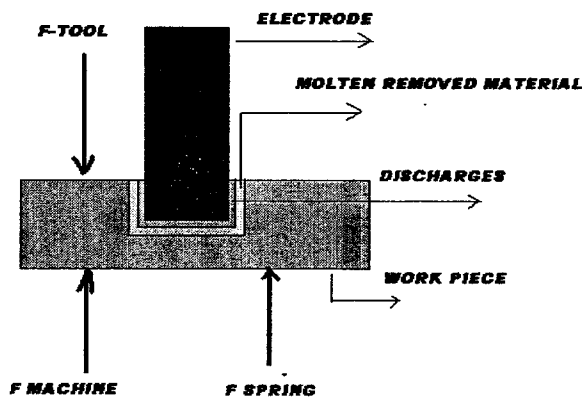 ELECTRODE
F-TOOL
MOLTEN REMOVED MATERIAL
DISCHARGES
WORK PIECE
F MACHINE
F SPRING